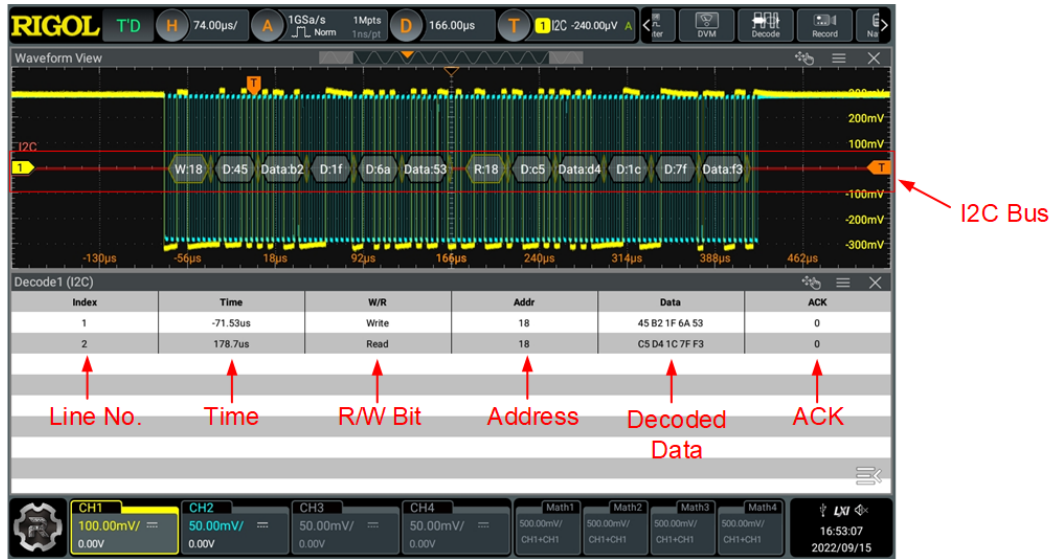 RIGOL T'D H 74.00μs/ A 1GSa/s Norm 1Mpts 1ns/pt D 166.00μs T 1 I2C -240.00μV A DVM Decode Record
Waveform View
200mV
I2C
100mV
1 W:18 D:45 Data:b2 D:1f D:6a Data:53 R:18 D:c5 Data:d4 D:1c D:7f Data:f3 T
-100mV
I2C Bus
-200mV
-300mV
-130μs -56μs 18μs 92μs 166μs 240μs 314μs 388μs 462μs
Decode1 (I2C)
Index Time W/R Addr Data ACK
1 -71.53us Write 18 45 B2 1F 6A 53 0
2 178.7us Read 18 C5 D4 1C 7F F3 0
Line No. Time R/W Bit Address Decoded Data ACK
CH1 CH2 CH3 CH4 Math1 Math2 Math3 Math4 LXI
100.00mV/ 50.00mV/ 50.00mV/ 50.00mV/ 500.00mV/ 500.00mV/ 500.00mV/ 500.00mV/ 16:53:07
0.00V 0.00V 0.00V 0.00V CH1+CH1 CH1+CH1 CH1+CH1 CH1+CH1 2022/09/15